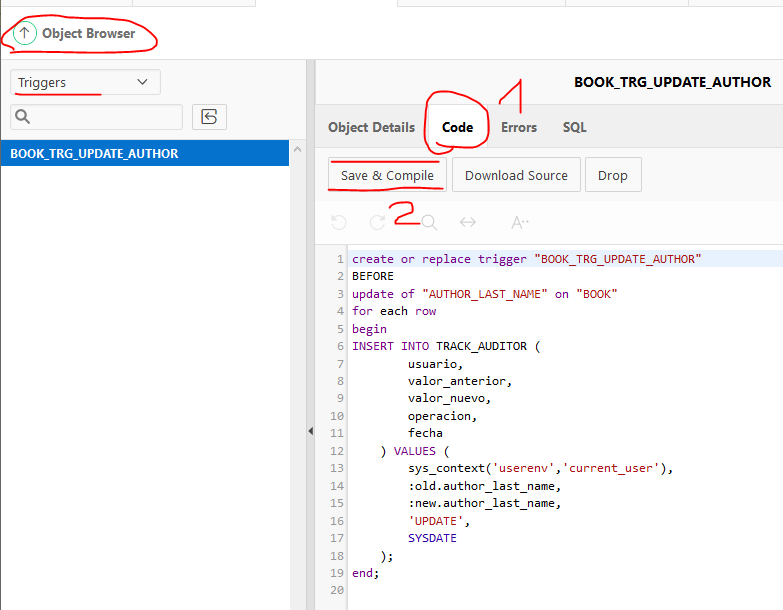 Object Browser
Triggers
BOOK_TRG_UPDATE_AUTHOR
1
BOOK_TRG_UPDATE_AUTHOR
Object Details Code Errors SQL
Save & Compile Download Source Drop
2
A··
1 create or replace trigger "BOOK_TRG_UPDATE_AUTHOR"
2 BEFORE
3 update of "AUTHOR_LAST_NAME" on "BOOK"
4 for each row
5 begin
6 INSERT INTO TRACK_AUDITOR (
7 usuario,
8 valor_anterior,
9 valor_nuevo,
10 operacion,
11 fecha
12 ) VALUES (
13 sys_context('userenv','current_user'),
14 :old.author_last_name,
15 :new.author_last_name,
16 'UPDATE',
17 SYSDATE
18 );
19 end;
20